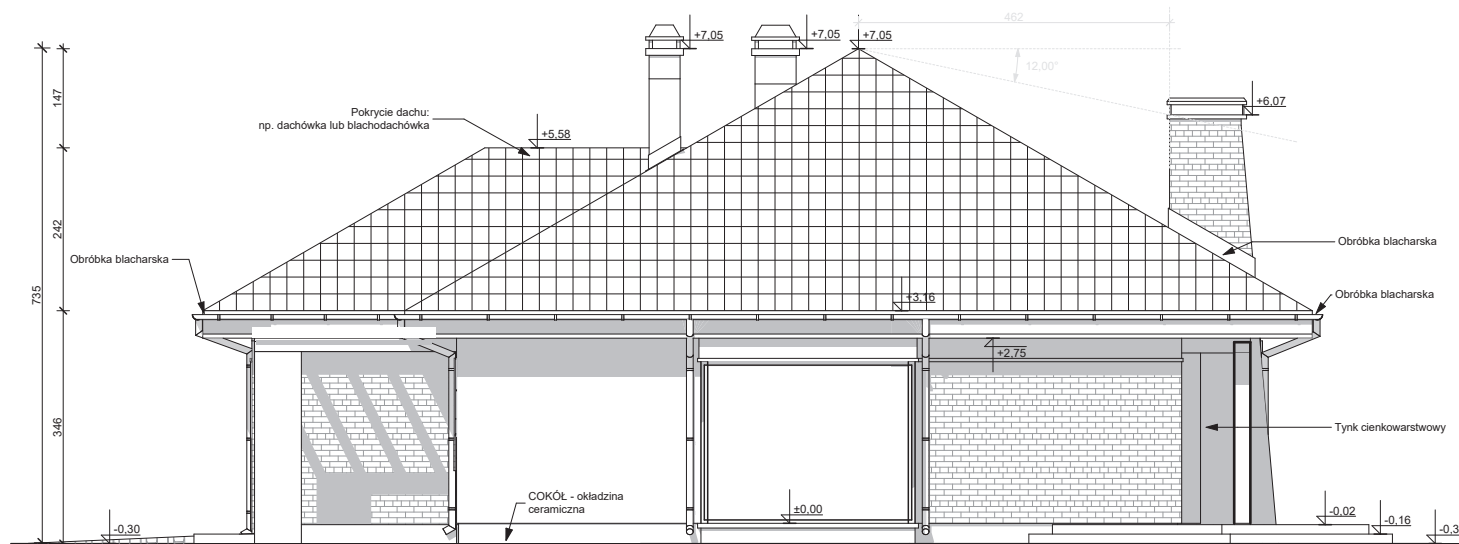 462
+7,05
+7,05
+7,05
12,00°
147
Pokrycie dachu:
np. dachówka lub blachodachówka
+6,07
+5,58
242
Obróbka blacharska
Obróbka blacharska
735
+3,16
Obróbka blacharska
+2,75
346
Tynk cienkowarstwowy
COKÓŁ - okładzina
ceramiczna
±0,00
-0,30
-0,02
-0,16
-0,3